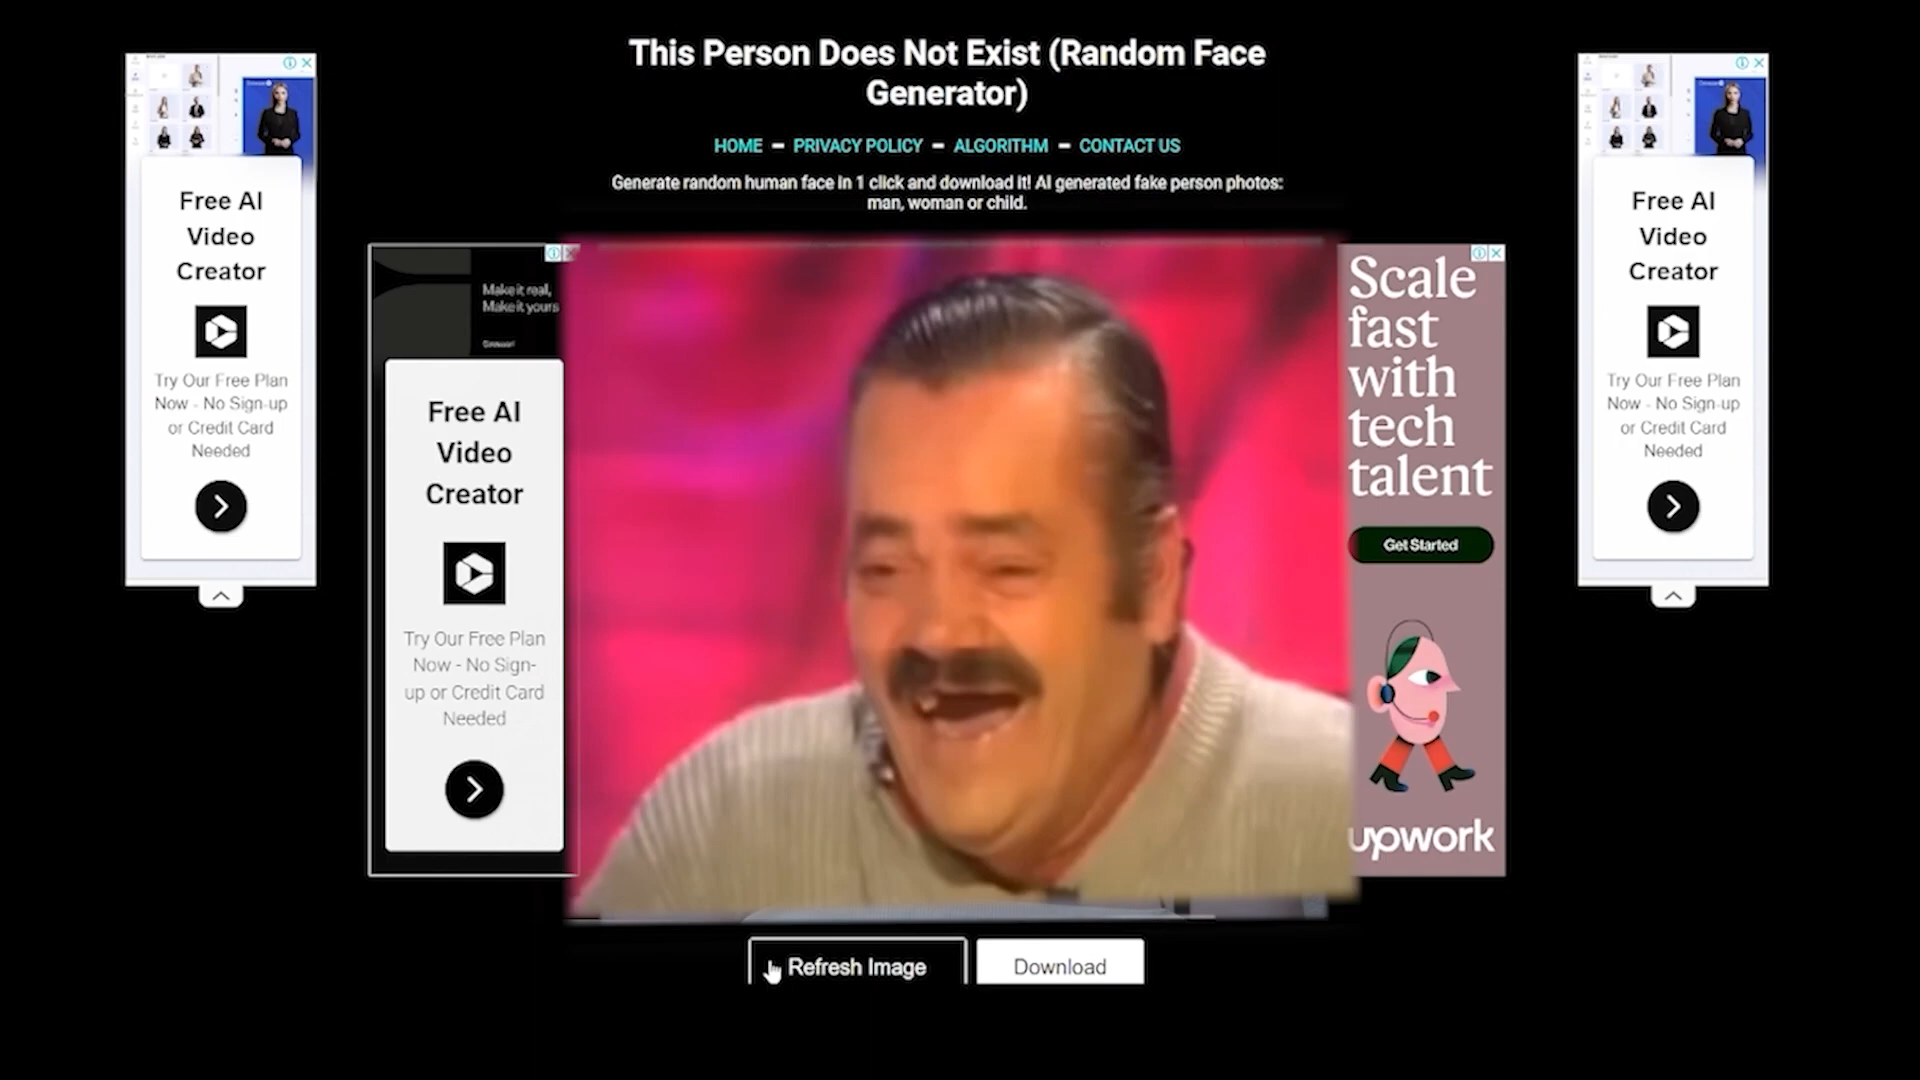 This Person Does Not Exist (Random Face
Generator)
HOME – PRIVACY POLICY – ALGORITHM – CONTACT US
Generate random human face in 1 click and download it! AI generated fake person photos:
man, woman or child.
Free AI
Video
Creator
Try Our Free Plan
Now - No Sign-up
or Credit Card
Needed
Make it real,
Make it yours
Free AI
Video
Creator
Try Our Free Plan
Now - No Sign-
up or Credit Card
Needed
Scale
fast
with
tech
talent
Get Started
upwork
Free AI
Video
Creator
Try Our Free Plan
Now - No Sign-up
or Credit Card
Needed
Refresh Image
Download